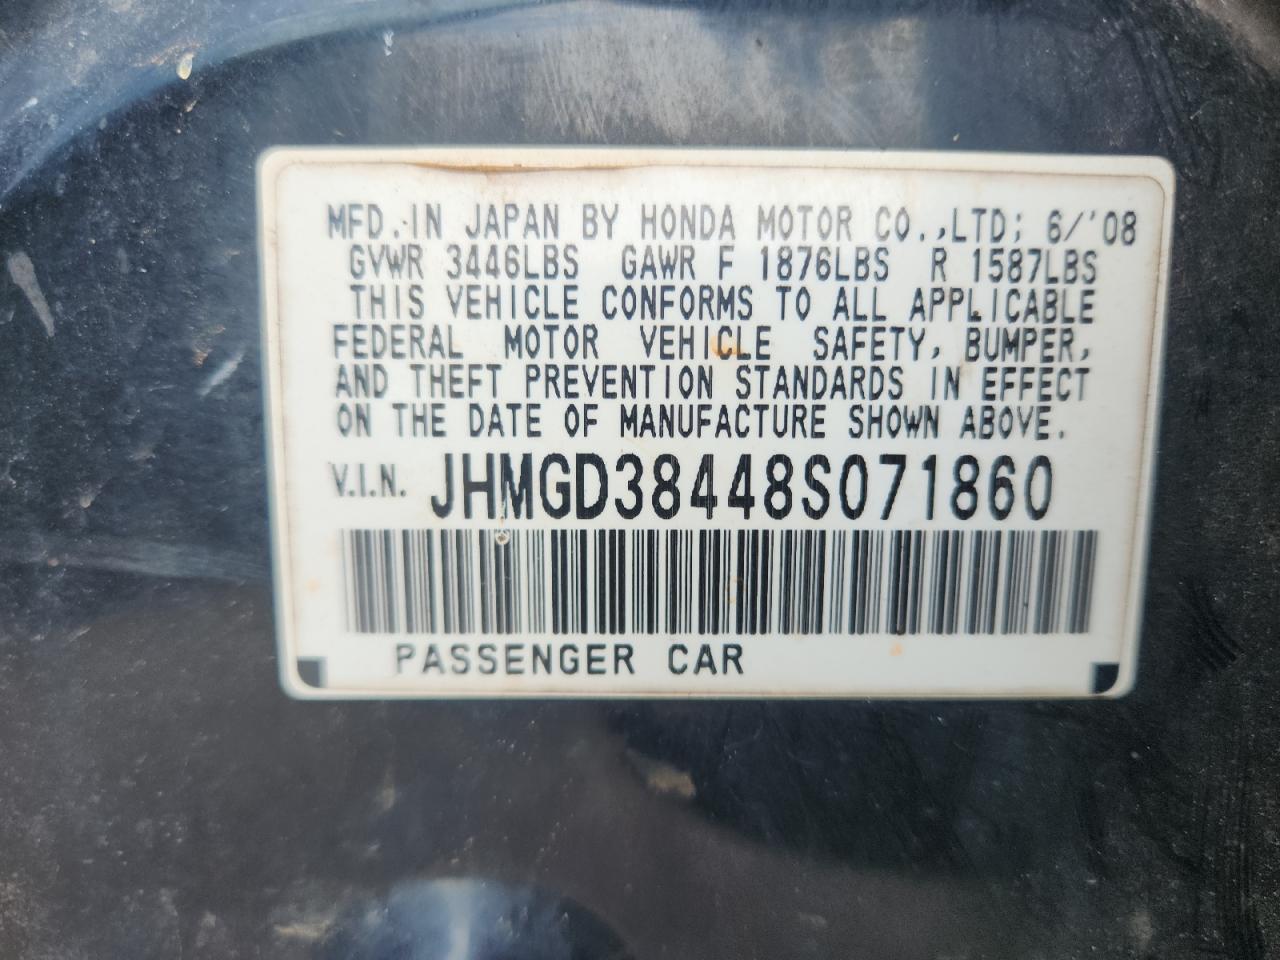 MFD. IN JAPAN BY HONDA MOTOR CO.,LTD; 6/'08
GVWR 3446LBS GAWR F 1876LBS R 1587LBS
THIS VEHICLE CONFORMS TO ALL APPLICABLE
FEDERAL MOTOR VEHICLE SAFETY, BUMPER,
AND THEFT PREVENTION STANDARDS IN EFFECT
ON THE DATE OF MANUFACTURE SHOWN ABOVE.
V.I.N. JHMGD38448S071860
PASSENGER CAR